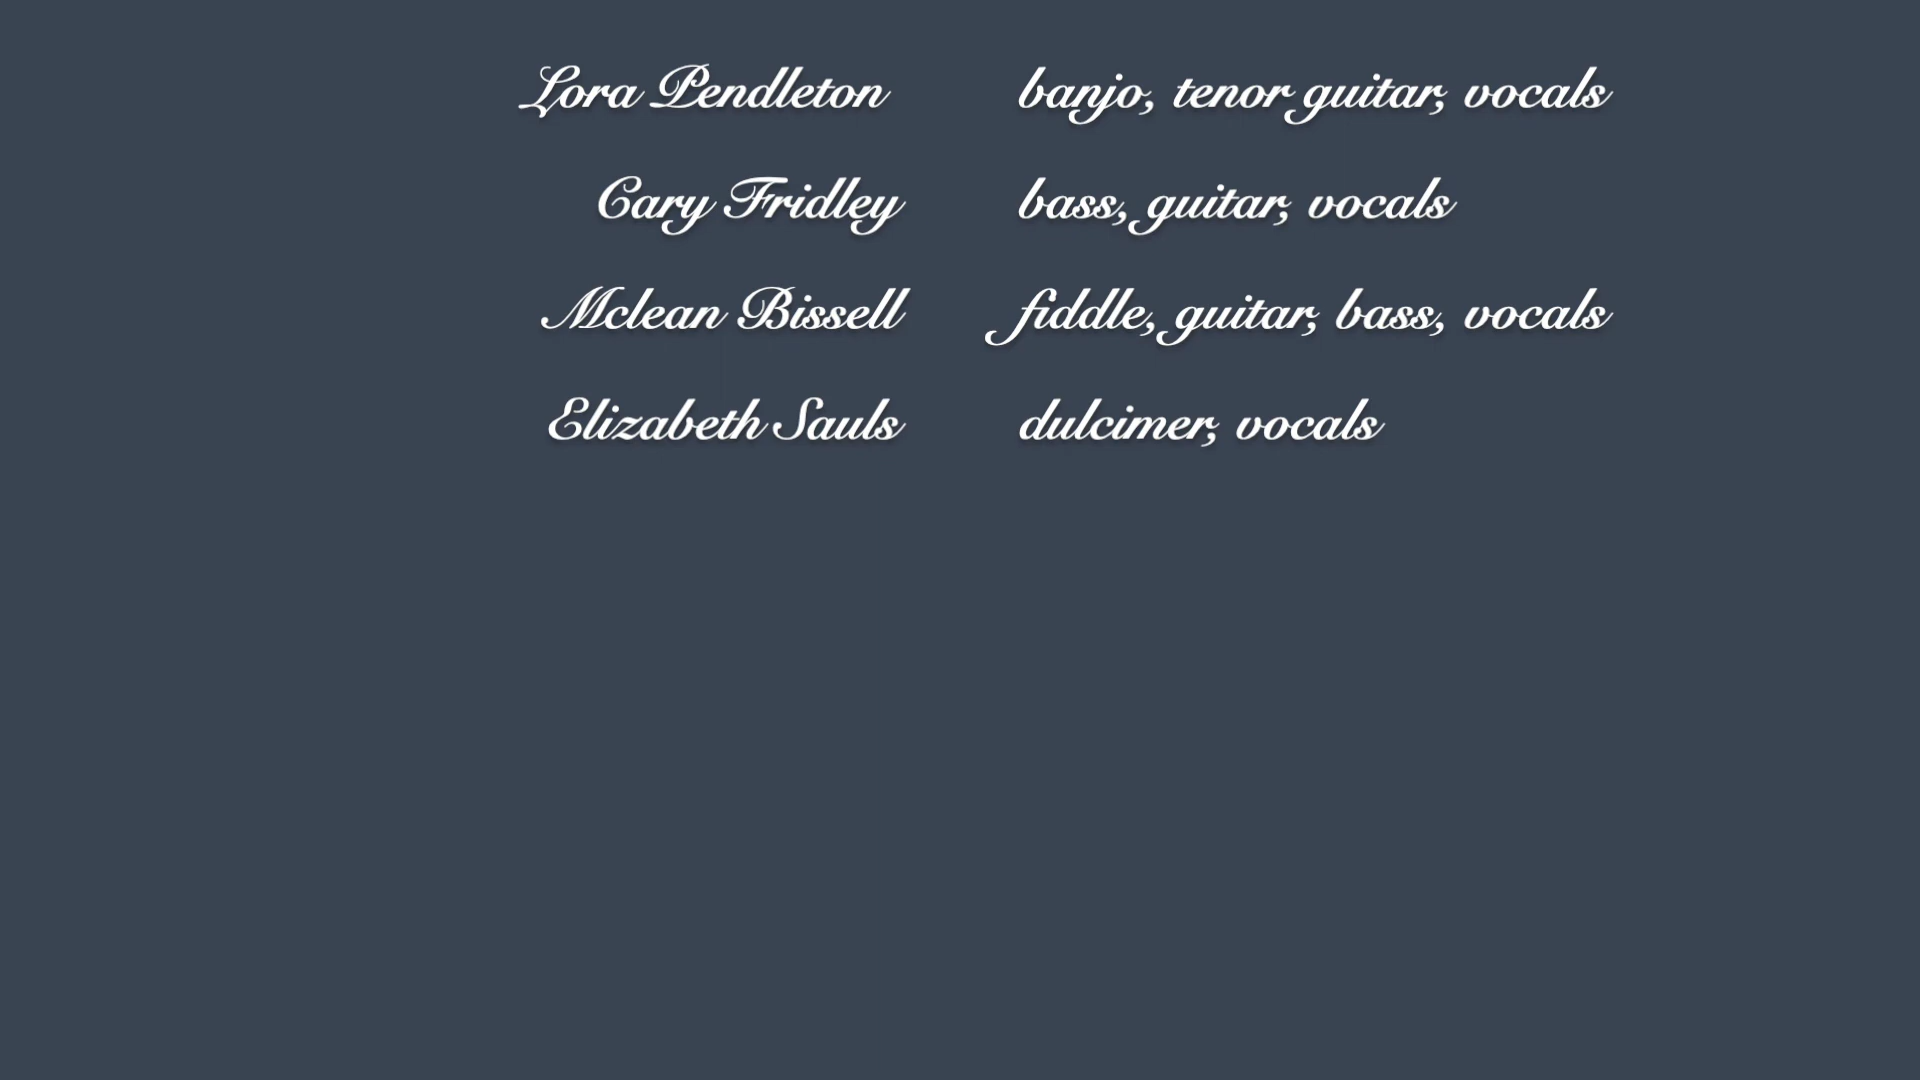 Lora Pendleton banjo, tenor guitar, vocals
Cary Fridley bass, guitar, vocals
Mclean Bissell fiddle, guitar, bass, vocals
Elizabeth Sauls dulcimer, vocals